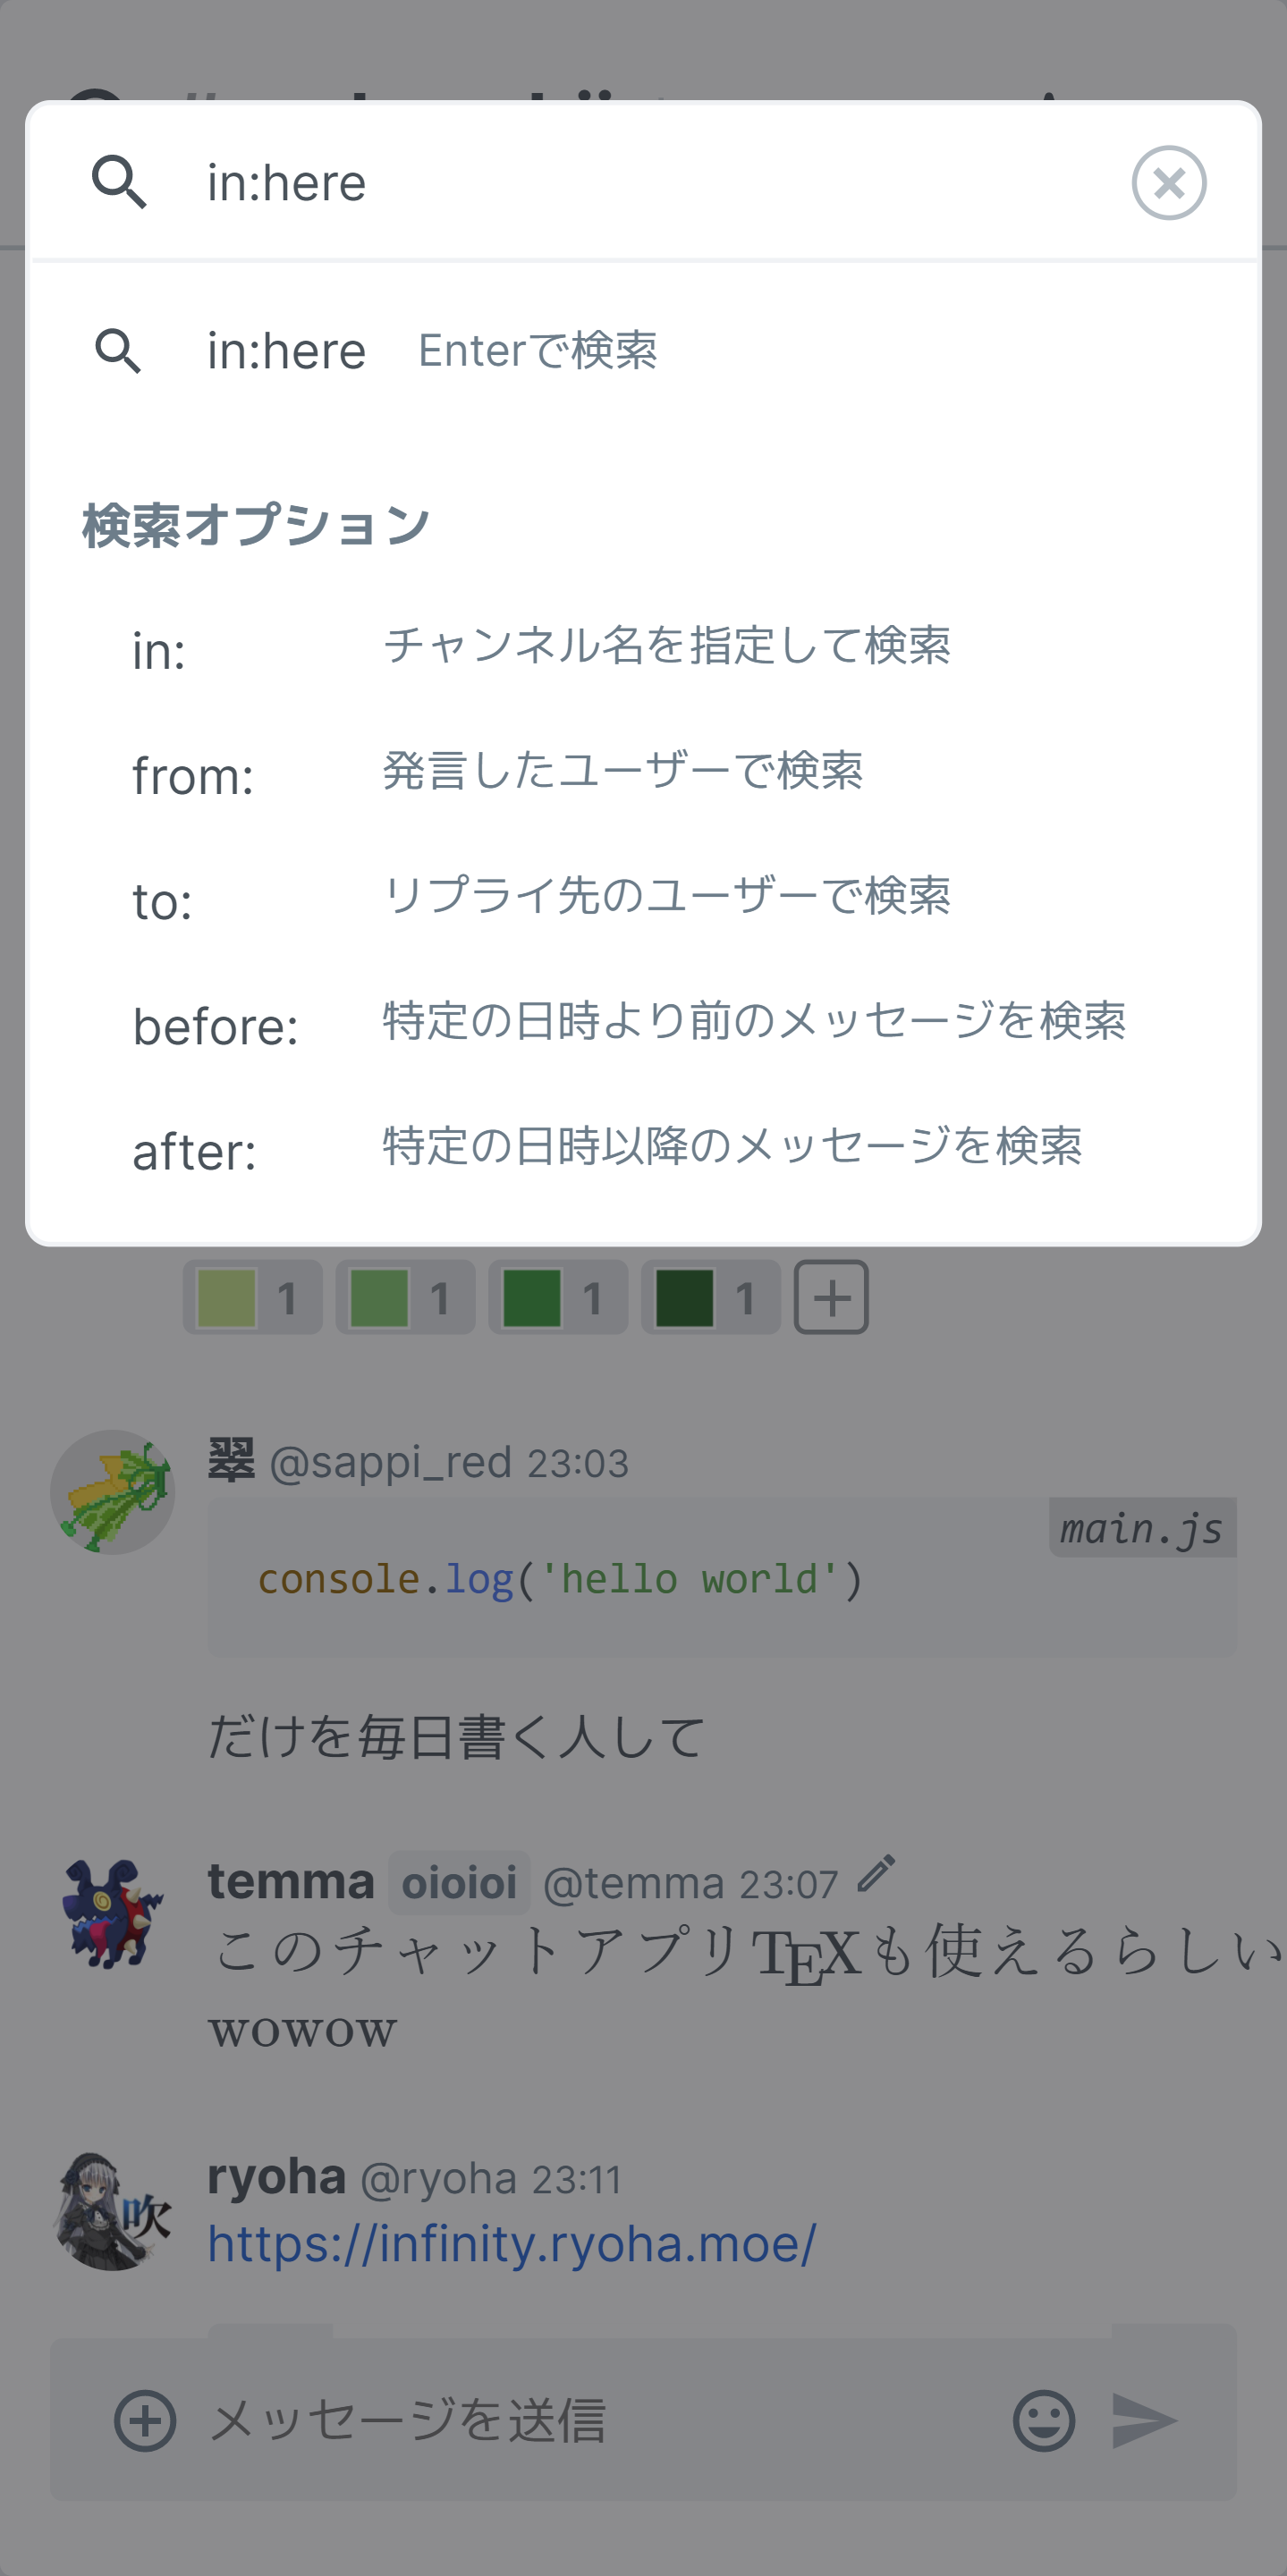 in:here
in:here Enterで検索
検索オプション
in: チャンネル名を指定して検索
from: 発言したユーザーで検索
to: リプライ先のユーザーで検索
before: 特定の日時より前のメッセージを検索
after: 特定の日時以降のメッセージを検索
1 1 1 1
翠 @sappi_red 23:03
main.js
console.log('hello world')
だけを毎日書く人して
temma oioioi @temma 23:07
このチャットアプリTEXも使えるらしい
wowow
吹
ryoha @ryoha 23:11
https://infinity.ryoha.moe/
メッセージを送信